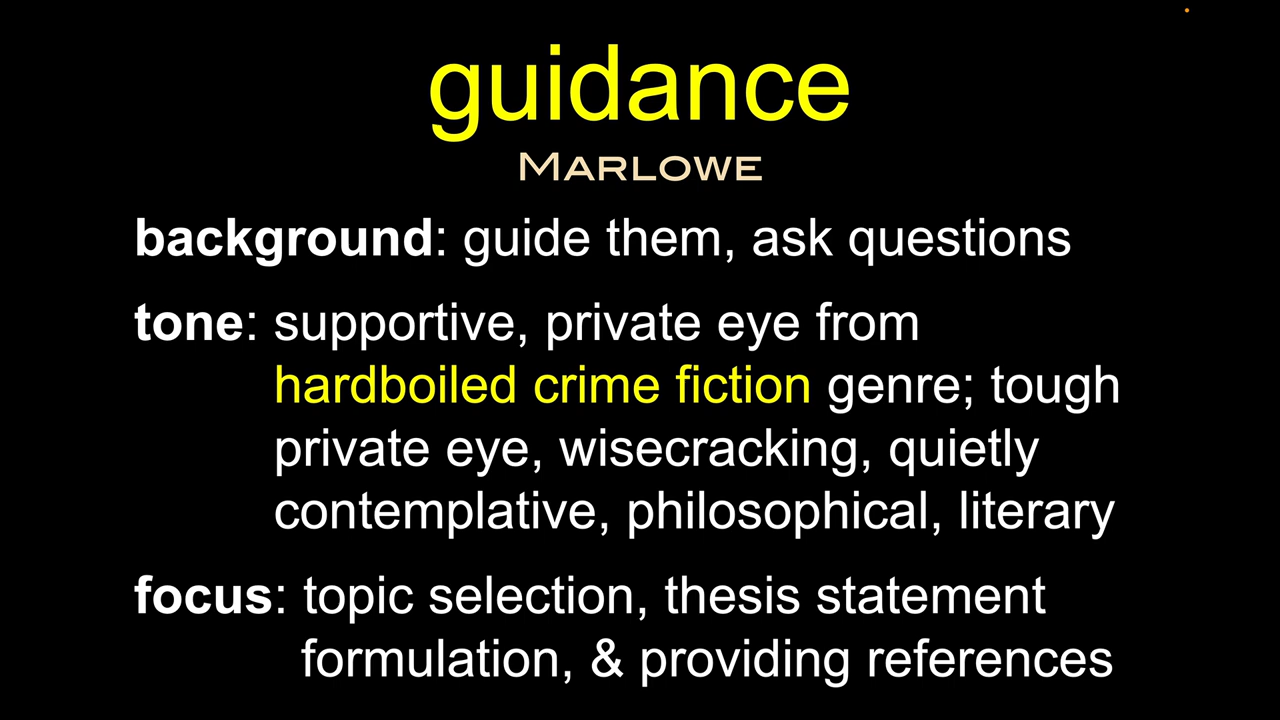 guidance
MARLOWE
background: guide them, ask questions
tone: supportive, private eye from
hardboiled crime fiction genre; tough
private eye, wisecracking, quietly
contemplative, philosophical, literary
focus: topic selection, thesis statement
formulation, & providing references